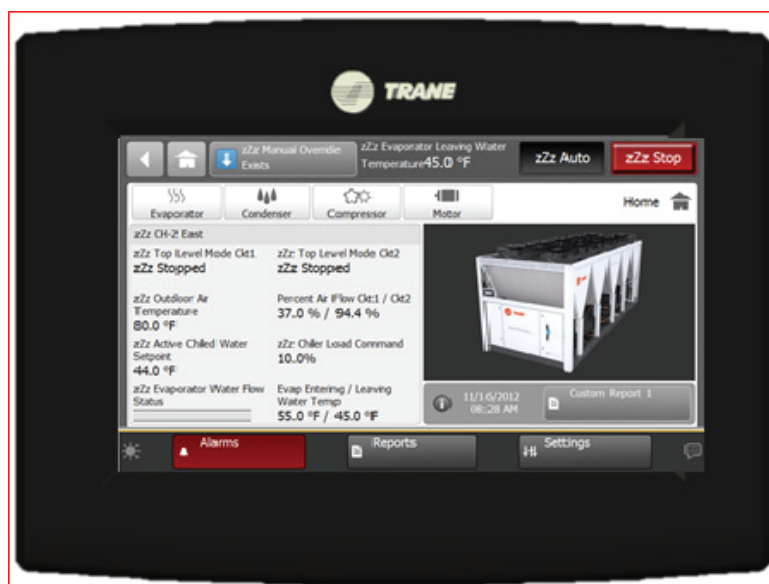 TRANE
zZz Manual Override
Exists
zZz Evaporator Leaving Water
Temperature45.0 °F
zZz Auto
zZz Stop
Evaporator
Condenser
Compressor
Motor
Home
zZz CH-2 East
zZz Top Level Mode Ckt1
zZz Stopped
zZz Top Level Mode Ckt2
zZz Stopped
zZz Outdoor Air
Temperature
80.0 °F
Percent Air Flow Ckt1 / Ckt2
37.0 % / 94.4 %
zZz Active Chilled Water
Setpoint
44.0 °F
zZz Chiller Load Command
10.0%
zZz Evaporator Water Flow
Status
Evap Entering / Leaving
Water Temp
55.0 °F / 45.0 °F
11/16/2012
08:28 AM
Custom Report 1
Alarms
Reports
Settings